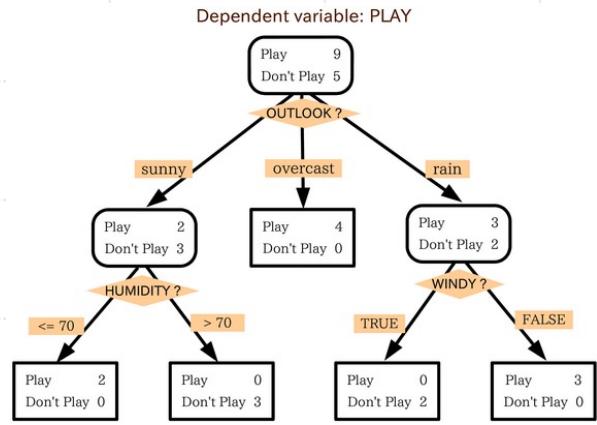 Dependent variable: PLAY
Play 9
Don't Play 5
OUTLOOK ?
sunny
overcast
rain
Play 2
Don't Play 3
Play 4
Don't Play 0
Play 3
Don't Play 2
HUMIDITY ?
WINDY ?
<= 70
> 70
TRUE
FALSE
Play 2
Don't Play 0
Play 0
Don't Play 3
Play 0
Don't Play 2
Play 3
Don't Play 0